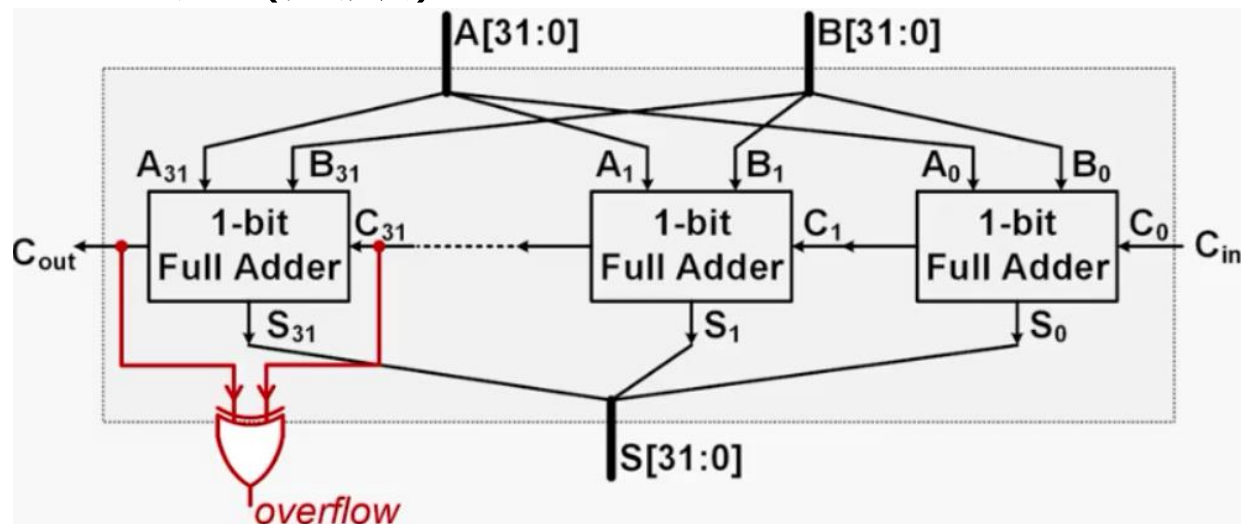 A[31:0] B[31:0]
A₃₁ B₃₁ A₁ B₁ A₀ B₀
1-bit Full Adder
C₃₁
1-bit Full Adder
C₁
1-bit Full Adder
C₀
Cout
Cin
S₃₁ S₁ S₀
S[31:0]
overflow